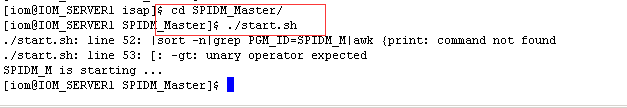 [iom@IOM_SERVER1 isap]$ cd SPIDM_Master/
[iom@IOM_SERVER1 SPIDM_Master]$ ./start.sh
./start.sh: line 52: |sort -n|grep PGM_ID=SPIDM_M|awk {print: command not found
./start.sh: line 53: [: -gt: unary operator expected
SPIDM_M is starting ...
[iom@IOM_SERVER1 SPIDM_Master]$